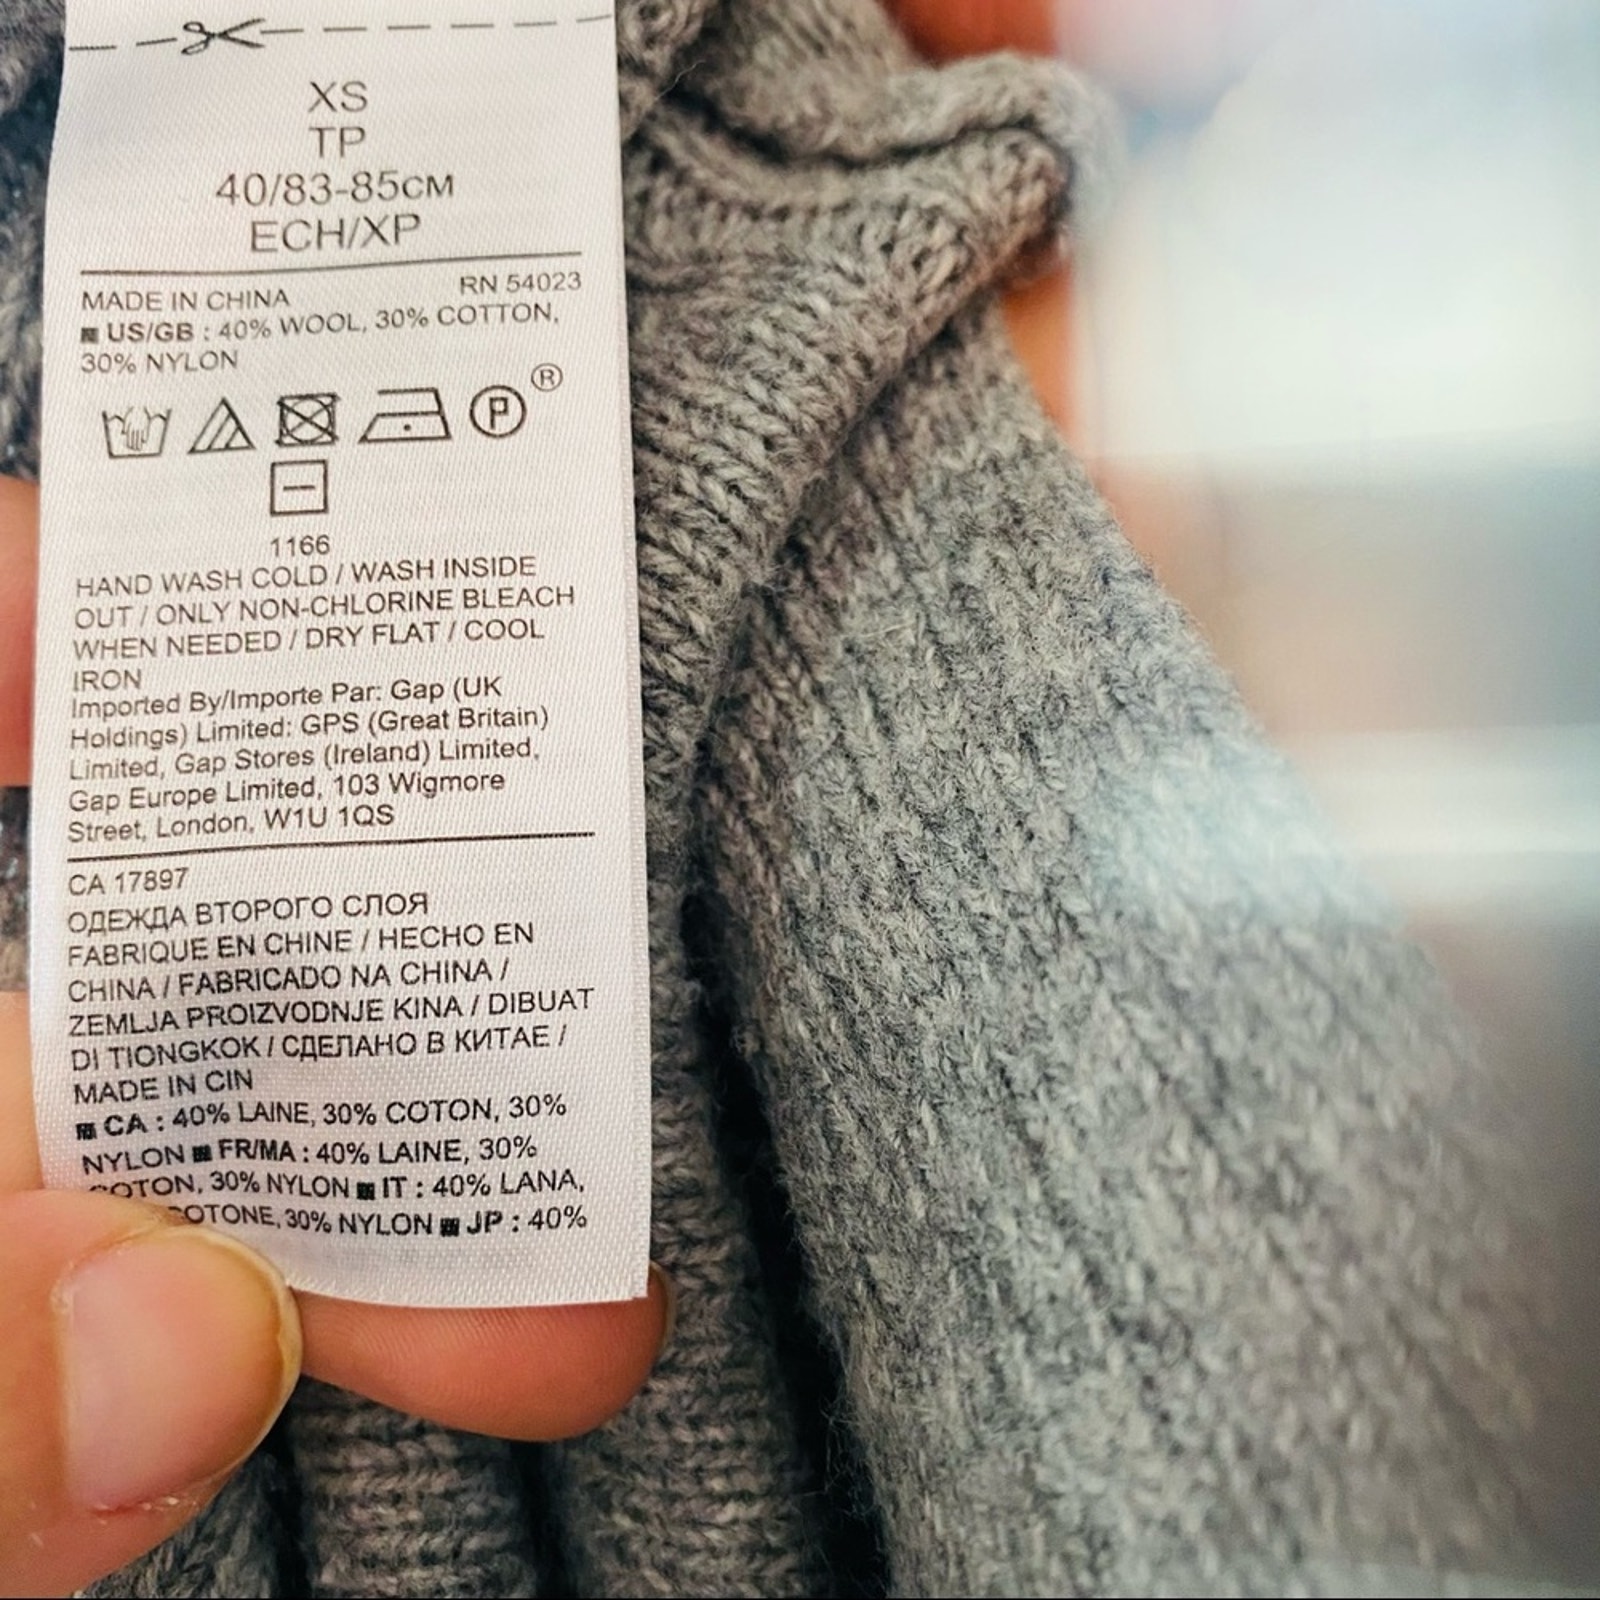 XS
TP
40/83-85CM
ECH/XP
MADE IN CHINA RN 54023
US/GB : 40% WOOL, 30% COTTON,
30% NYLON
P ®
1166
HAND WASH COLD / WASH INSIDE
OUT / ONLY NON-CHLORINE BLEACH
WHEN NEEDED / DRY FLAT / COOL
IRON
Imported By/Importe Par: Gap (UK
Holdings) Limited: GPS (Great Britain)
Limited, Gap Stores (Ireland) Limited,
Gap Europe Limited, 103 Wigmore
Street, London, W1U 1QS
CA 17897
ОДЕЖДА ВТОРОГО СЛОЯ
FABRIQUE EN CHINE / HECHO EN
CHINA / FABRICADO NA CHINA /
ZEMLJA PROIZVODNJE KINA / DIBUAT
DI TIONGKOK / СДЕЛАНО В КИТАЕ /
MADE IN CIN
CA : 40% LAINE, 30% COTON, 30%
NYLON FR/MA : 40% LAINE, 30%
COTON, 30% NYLON IT : 40% LANA,
COTONE, 30% NYLON JP : 40%